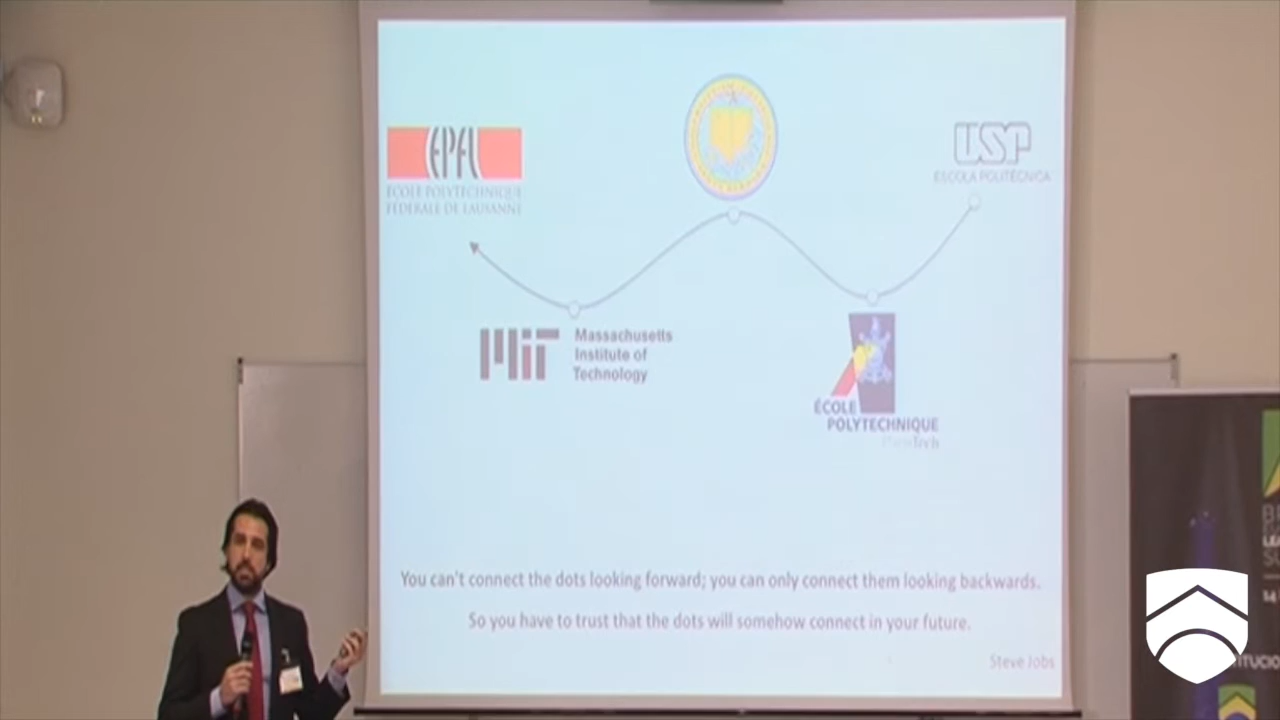 EPFL
ÉCOLE POLYTECHNIQUE
FÉDÉRALE DE LAUSANNE
USP
ESCOLA POLITÉCNICA
Massachusetts
Institute of
Technology
MIT
ÉCOLE
POLYTECHNIQUE
ParisTech
You can't connect the dots looking forward; you can only connect them looking backwards.
So you have to trust that the dots will somehow connect in your future.
Steve Jobs